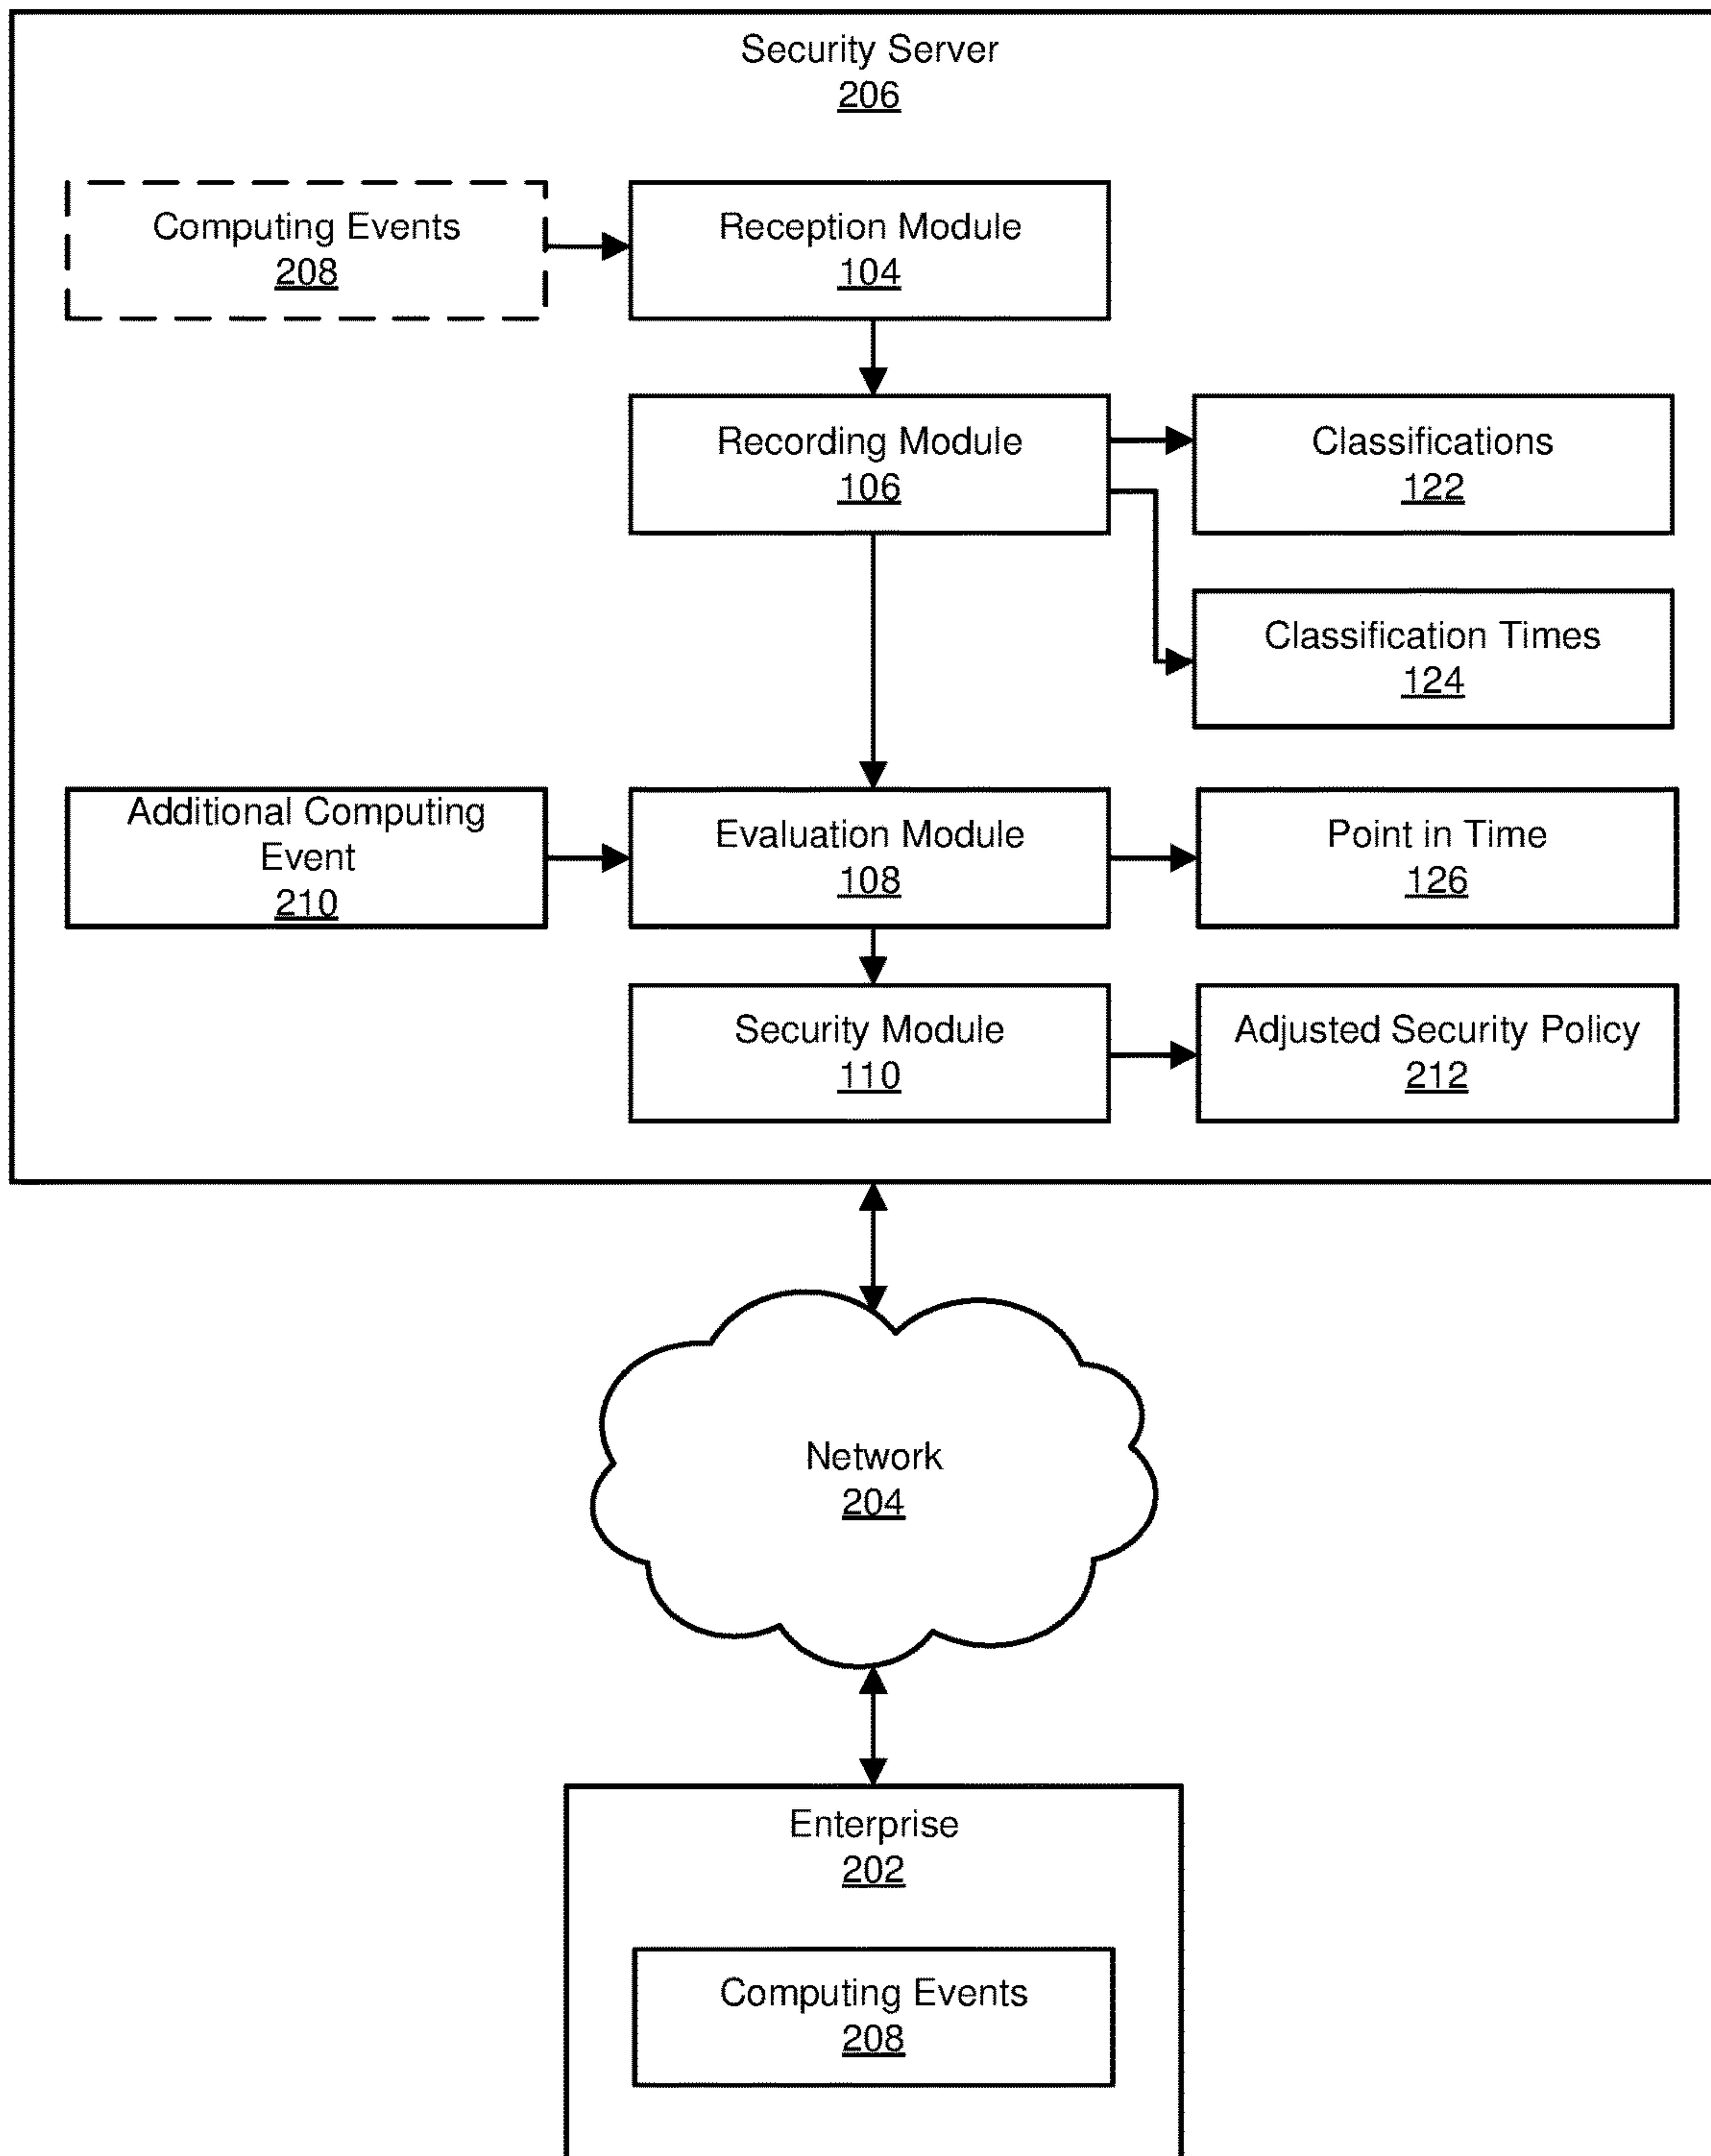 Security Server
206
Computing Events
208
Reception Module
104
Recording Module
106
Classifications
122
Classification Times
124
Additional Computing
Event
210
Evaluation Module
108
Point in Time
126
Security Module
110
Adjusted Security Policy
212
Network
204
Enterprise
202
Computing Events
208